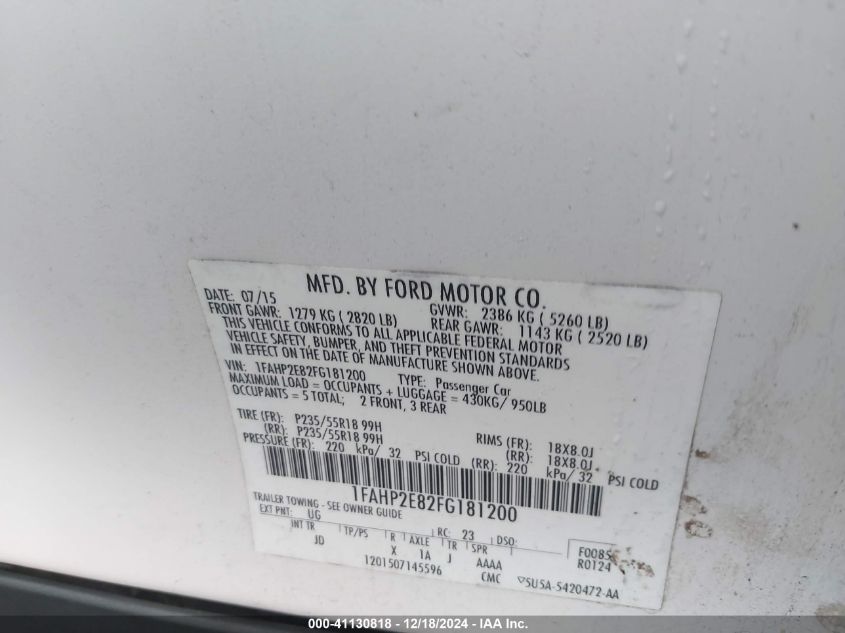 MFD. BY FORD MOTOR CO.
DATE: 07/15 GVWR: 2386 KG ( 5260 LB)
FRONT GAWR: 1279 KG ( 2820 LB) REAR GAWR: 1143 KG ( 2520 LB)
THIS VEHICLE CONFORMS TO ALL APPLICABLE FEDERAL MOTOR
VEHICLE SAFETY, BUMPER, AND THEFT PREVENTION STANDARDS
IN EFFECT ON THE DATE OF MANUFACTURE SHOWN ABOVE.
VIN: 1FAHP2E82FG181200 TYPE: Passenger Car
MAXIMUM LOAD = OCCUPANTS + LUGGAGE = 430KG/ 950LB
OCCUPANTS = 5 TOTAL; 2 FRONT, 3 REAR
TIRE (FR): P235/55R18 99H RIMS (FR): 18X8.0J
(RR): P235/55R18 99H (RR): 18X8.0J
PRESSURE (FR): 220 kPa/ 32 PSI COLD (RR): 220 kPa/ 32 PSI COLD
1FAHP2E82FG181200
TRAILER TOWING - SEE OWNER GUIDE
EXT PNT: UG RC: 23 DSO: F0085
INT TR TP/PS R AXLE TR SPR R0124
JD X 1A J AAAA
1201507145596 CMC ▽SU5A-5420472-AA
000-41130818 - 12/18/2024 - IAA Inc.